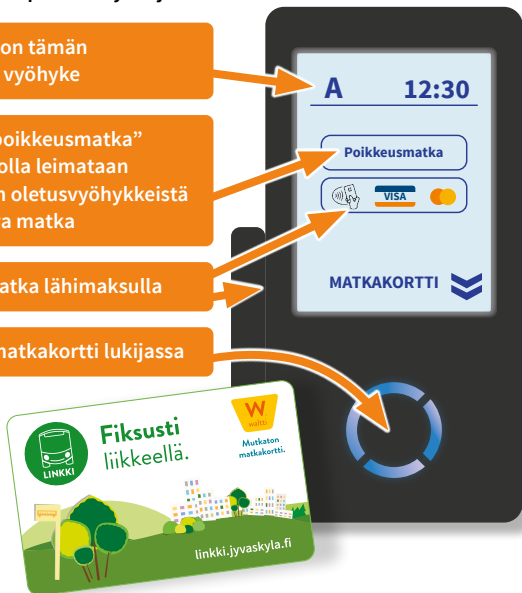 on tämän
vyöhyke
poikkeusmatka”
olla leimataan
oletusvyöhykkeistä
a matka
matka lähimaksulla
matkakortti lukijassa
A 12:30
Poikkeusmatka
VISA
MATKAKORTTI
LINKKI
Fiksusti
liikkeellä.
W
waltti
Mutkaton
matkakortti.
linkki.jyvaskyla.fi